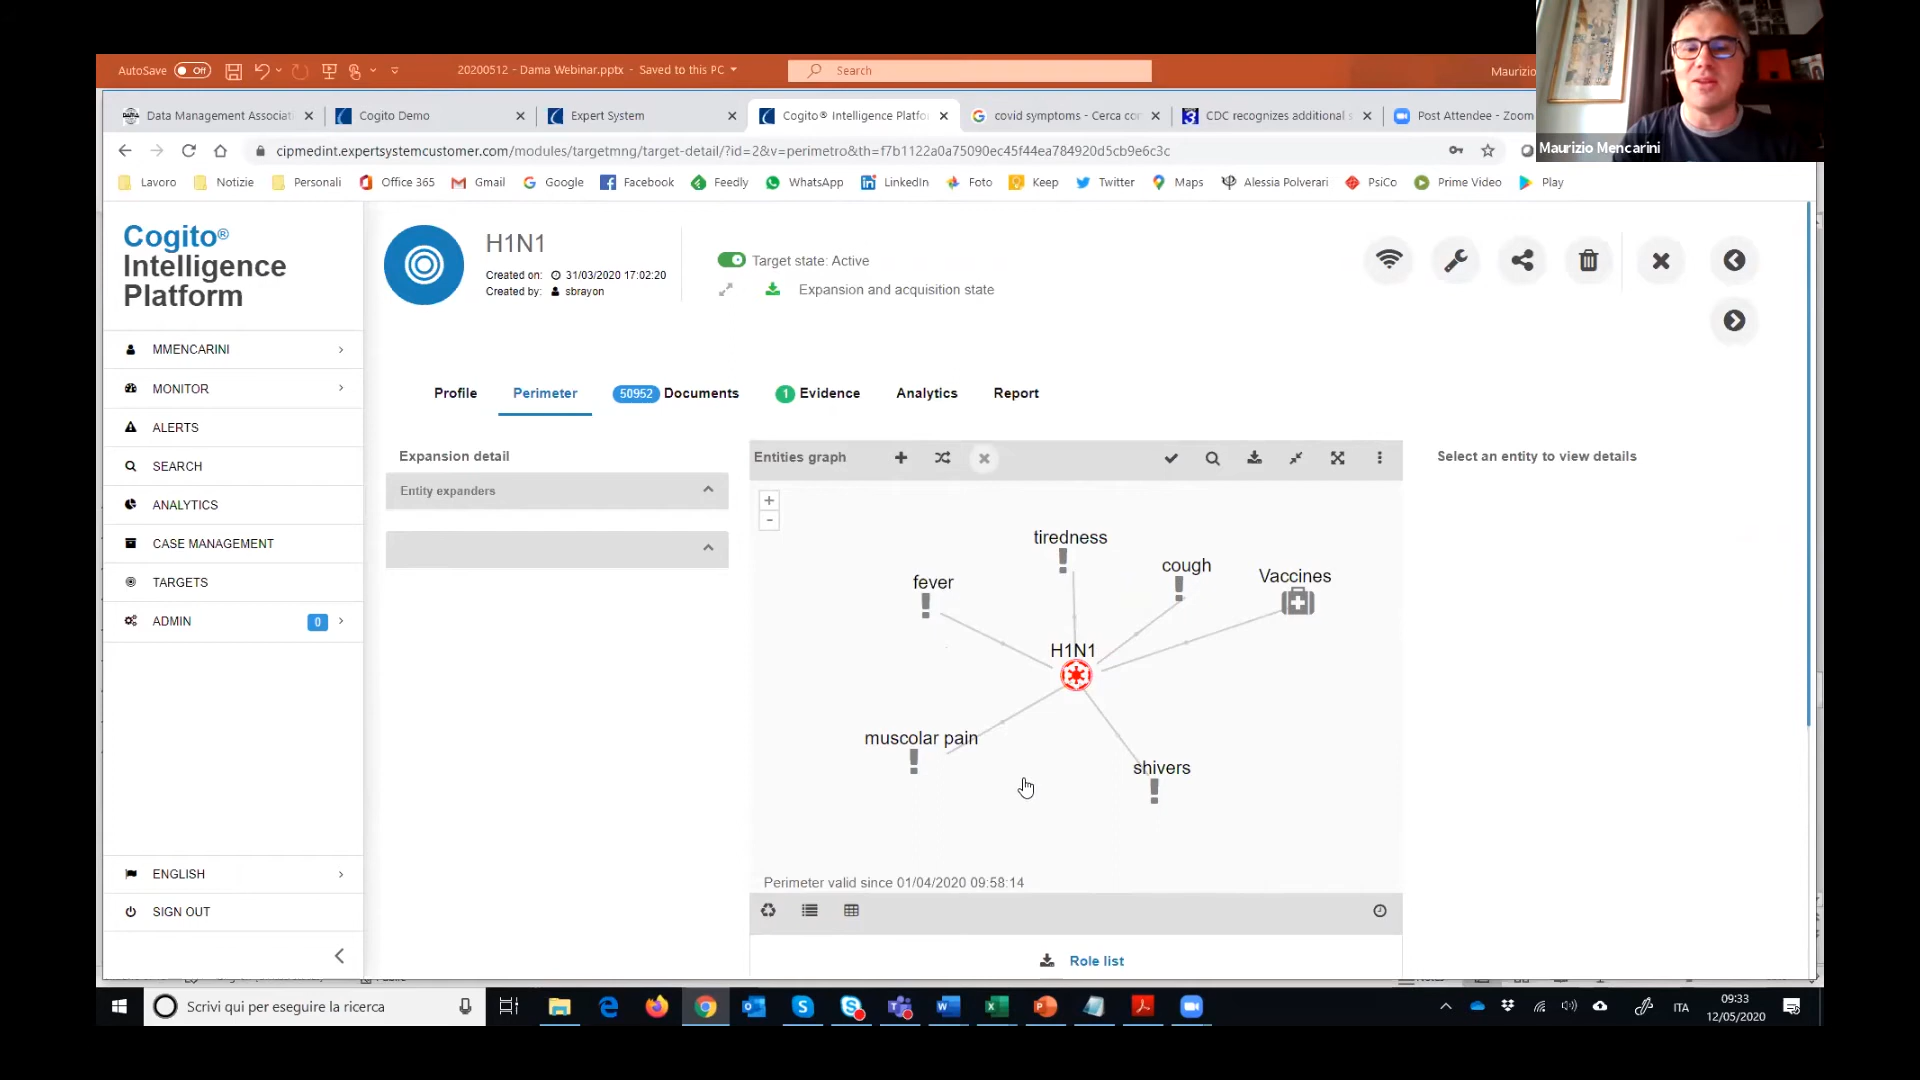 AutoSave Off 20200512 - Dama Webinar.pptx - Saved to this PC Search Maurizio
Maurizio Mencarini
Data Management Associati Cogito Demo Expert System Cogito® Intelligence Platfo covid symptoms - Cerca co CDC recognizes additional s Post Attendee - Zoom
cipmedint.expertsystemcustomer.com/modules/targetmng/target-detail/?id=2&v=perimetro&th=f7b1122a0a75090ec45f44ea784920d5cb9e6c3c
Lavoro Notizie Personali Office 365 Gmail Google Facebook Feedly WhatsApp LinkedIn Foto Keep Twitter Maps Alessia Polverari PsiCo Prime Video Play
Cogito®
Intelligence
Platform
MMENCARINI
MONITOR
ALERTS
SEARCH
ANALYTICS
CASE MANAGEMENT
TARGETS
ADMIN 0
ENGLISH
SIGN OUT
H1N1
Created on: 31/03/2020 17:02:20
Created by: sbrayon
Target state: Active
Expansion and acquisition state
Profile Perimeter 50952 Documents 1 Evidence Analytics Report
Expansion detail
Entity expanders
Entities graph
+
-
tiredness
cough
Vaccines
fever
H1N1
muscolar pain
shivers
Perimeter valid since 01/04/2020 09:58:14
Role list
Select an entity to view details
Scrivi qui per eseguire la ricerca
ITA
09:33
12/05/2020